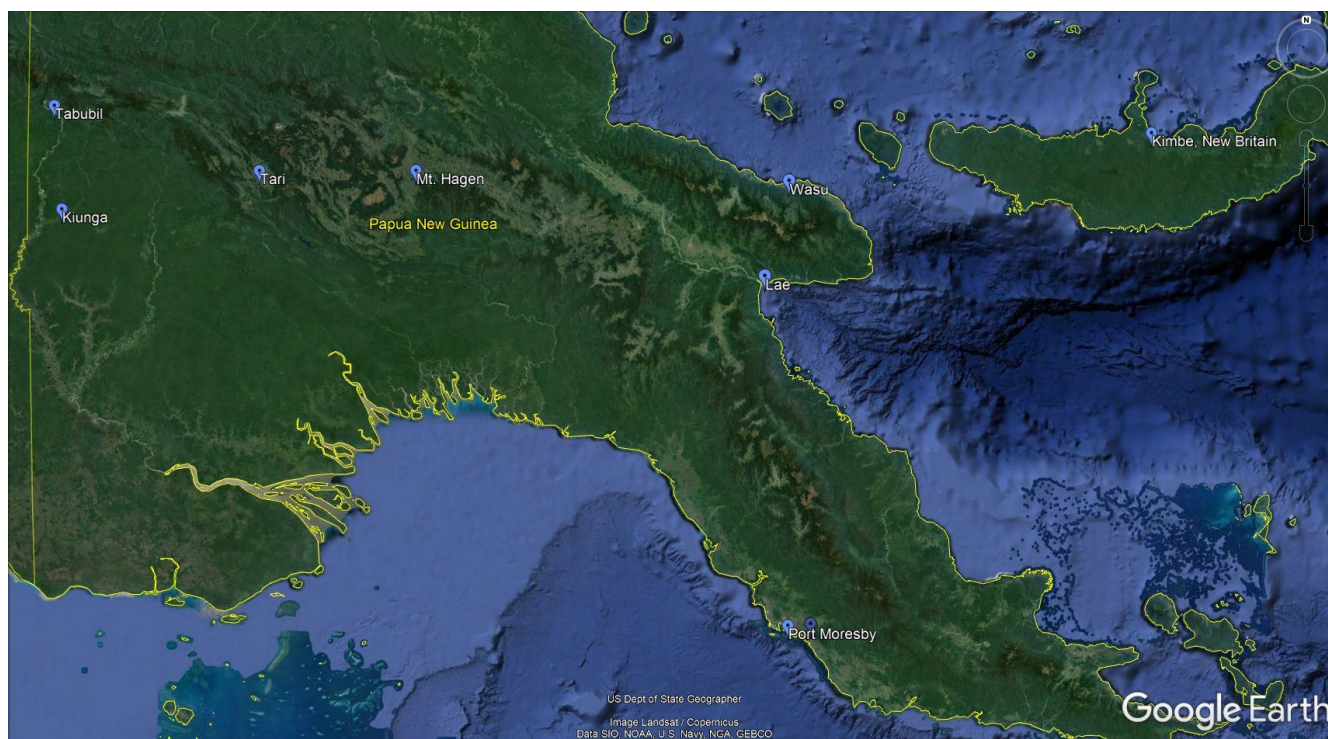 N
Tabubil
Kimbe, New Britain
Tari
Mt. Hagen
Wasu
Kiunga
Papua New Guinea
Lae
Port Moresby
US Dept of State Geographer
Image Landsat / Copernicus
Data SIO, NOAA, U.S. Navy, NGA, GEBCO
Google Earth